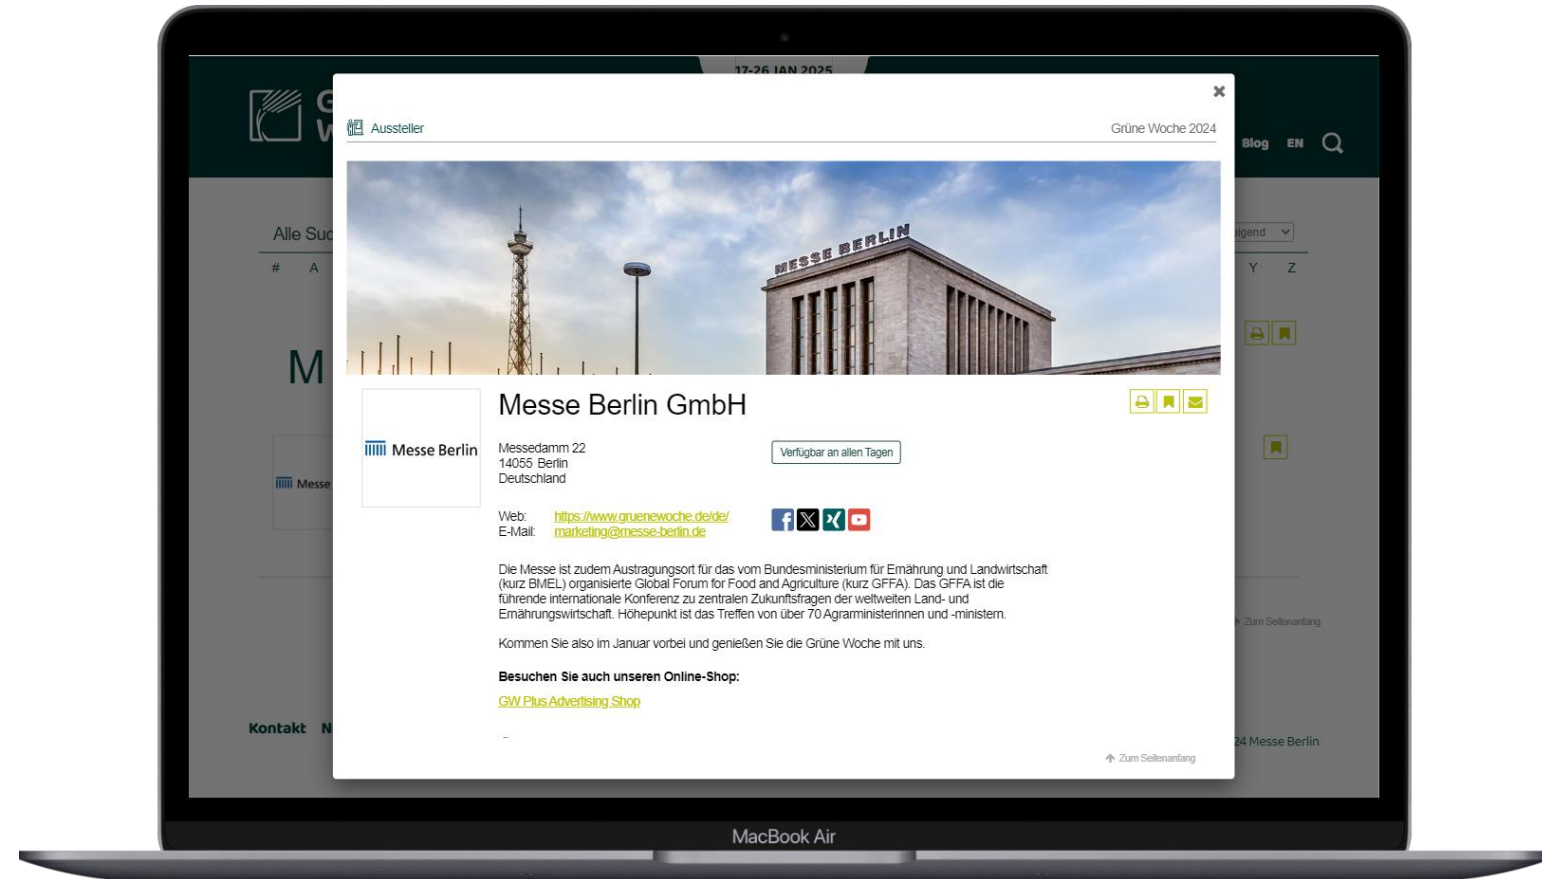 17-26 JAN 2025
Aussteller
Grüne Woche 2024
Blog EN
Alle Suc
eigend
# A
Y Z
MESSE BERLIN
M
Messe Berlin GmbH
Messe Berlin
Messedamm 22
Verfügbar an allen Tagen
14055 Berlin
Deutschland
Messe
Web: https://www.gruenewoche.de/de/
E-Mail: marketing@messe-berlin.de
Die Messe ist zudem Austragungsort für das vom Bundesministerium für Ernährung und Landwirtschaft
(kurz BMEL) organisierte Global Forum for Food and Agriculture (kurz GFFA). Das GFFA ist die
führende internationale Konferenz zu zentralen Zukunftsfragen der weltweiten Land- und
Ernährungswirtschaft. Höhepunkt ist das Treffen von über 70 Agrarministerinnen und -ministern.
Kommen Sie also im Januar vorbei und genießen Sie die Grüne Woche mit uns.
Besuchen Sie auch unseren Online-Shop:
GW Plus Advertising Shop
Zum Seitenanfang
Zum Seitenanfang
Kontakt N
24 Messe Berlin
MacBook Air